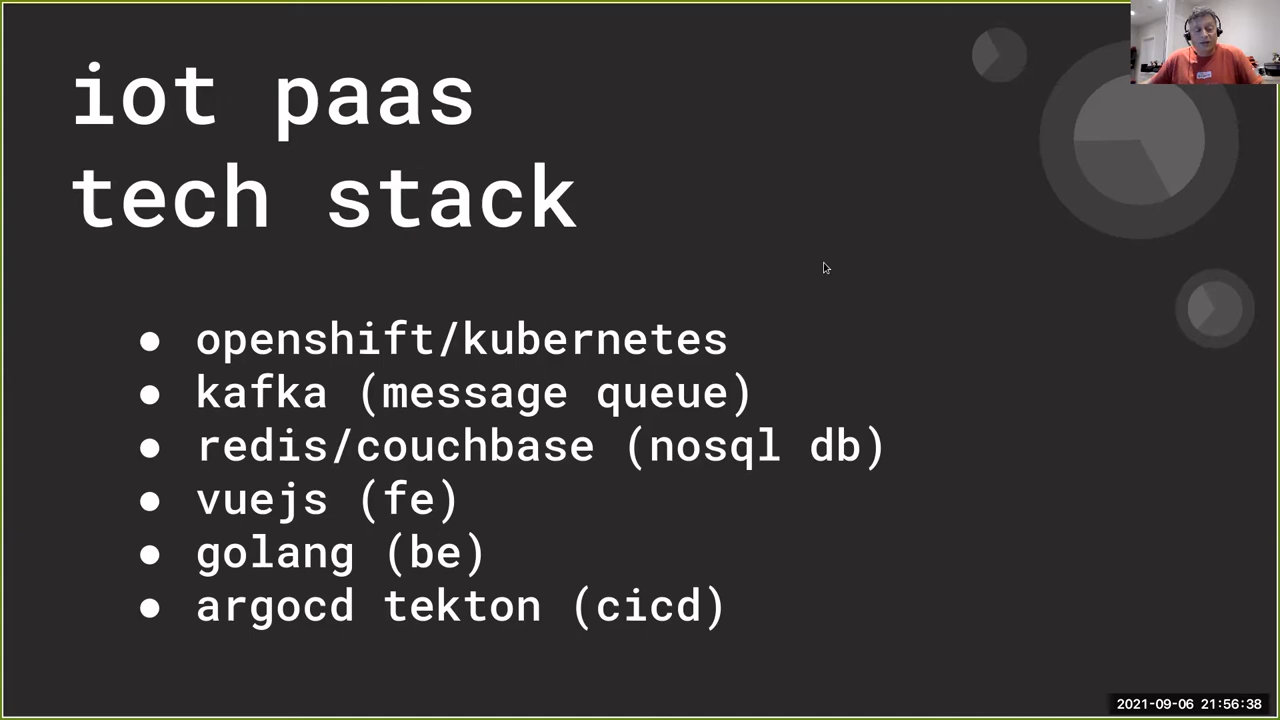 iot paas
tech stack
● openshift/kubernetes
● kafka (message queue)
● redis/couchbase (nosql db)
● vuejs (fe)
● golang (be)
● argocd tekton (cicd)
2021-09-06 21:56:38